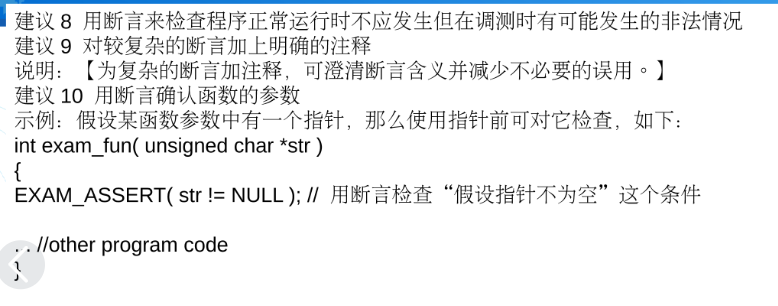 建议 8 用断言来检查程序正常运行时不应发生但在调测时有可能发生的非法情况
建议 9 对较复杂的断言加上明确的注释
说明：【为复杂的断言加注释，可澄清断言含义并减少不必要的误用。】
建议 10 用断言确认函数的参数
示例：假设某函数参数中有一个指针，那么使用指针前可对它检查，如下：
int exam_fun( unsigned char *str )
{
EXAM_ASSERT( str != NULL ); // 用断言检查“假设指针不为空”这个条件
. . //other program code
}